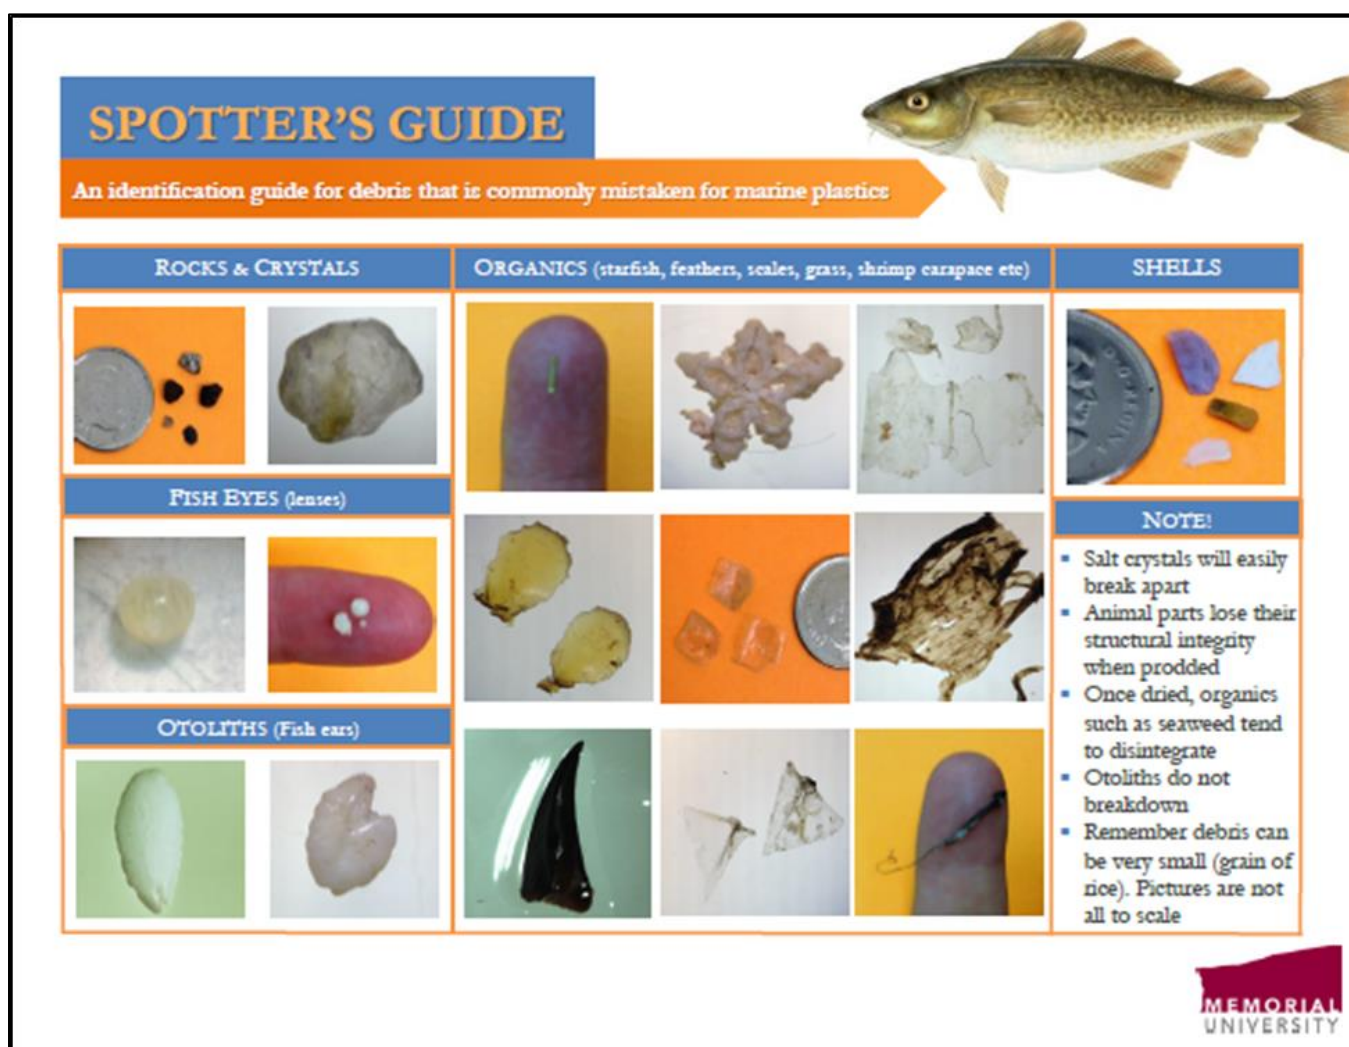 SPOTTER'S GUIDE
An identification guide for debris that is commonly mistaken for marine plastics
ROCKS & CRYSTALS
FISH EYES (lenses)
OTOLITHS (Fish ears)
ORGANICS (starfish, feathers, scales, grass, shrimp carapace etc)
SHELLS
NOTE!
▪ Salt crystals will easily
break apart
▪ Animal parts lose their
structural integrity
when prodded
▪ Once dried, organics
such as seaweed tend
to disintegrate
▪ Otoliths do not
breakdown
▪ Remember debris can
be very small (grain of
rice). Pictures are not
all to scale
MEMORIAL
UNIVERSITY